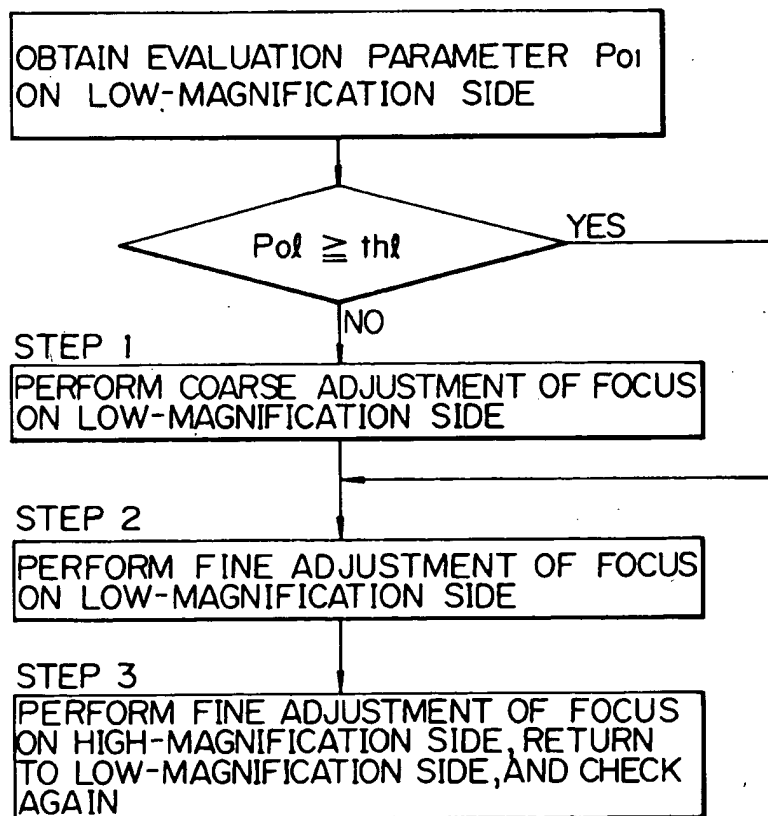 OBTAIN EVALUATION PARAMETER Pol
ON LOW-MAGNIFICATION SIDE
Pol ≧ thl
YES
NO
STEP 1
PERFORM COARSE ADJUSTMENT OF FOCUS
ON LOW-MAGNIFICATION SIDE
STEP 2
PERFORM FINE ADJUSTMENT OF FOCUS
ON LOW-MAGNIFICATION SIDE
STEP 3
PERFORM FINE ADJUSTMENT OF FOCUS
ON HIGH-MAGNIFICATION SIDE, RETURN
TO LOW-MAGNIFICATION SIDE, AND CHECK
AGAIN